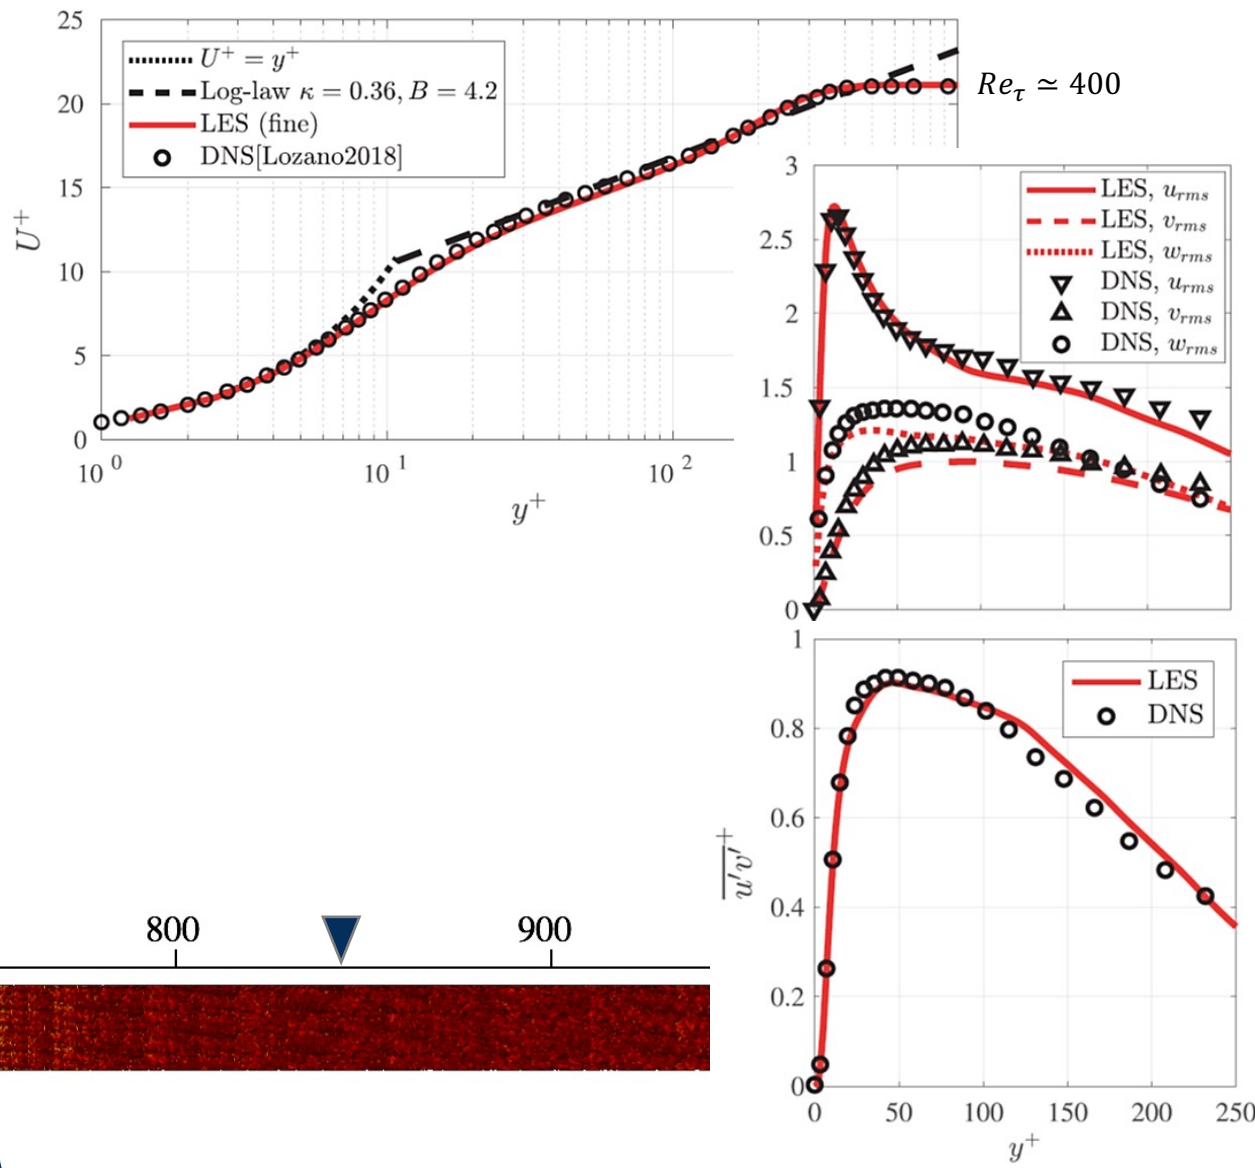 25
20
15
10
5
0
U⁺
U⁺ = y⁺
Log-law κ = 0.36, B = 4.2
LES (fine)
DNS[Lozano2018]
10⁰ 10¹ 10²
y⁺
Re_τ ≃ 400
3
2.5
2
1.5
1
0.5
0
LES, u_rms
LES, v_rms
LES, w_rms
DNS, u_rms
DNS, v_rms
DNS, w_rms
1
0.8
0.6
0.4
0.2
0
u′v′⁺
LES
DNS
0 50 100 150 200 250
y⁺
800 900